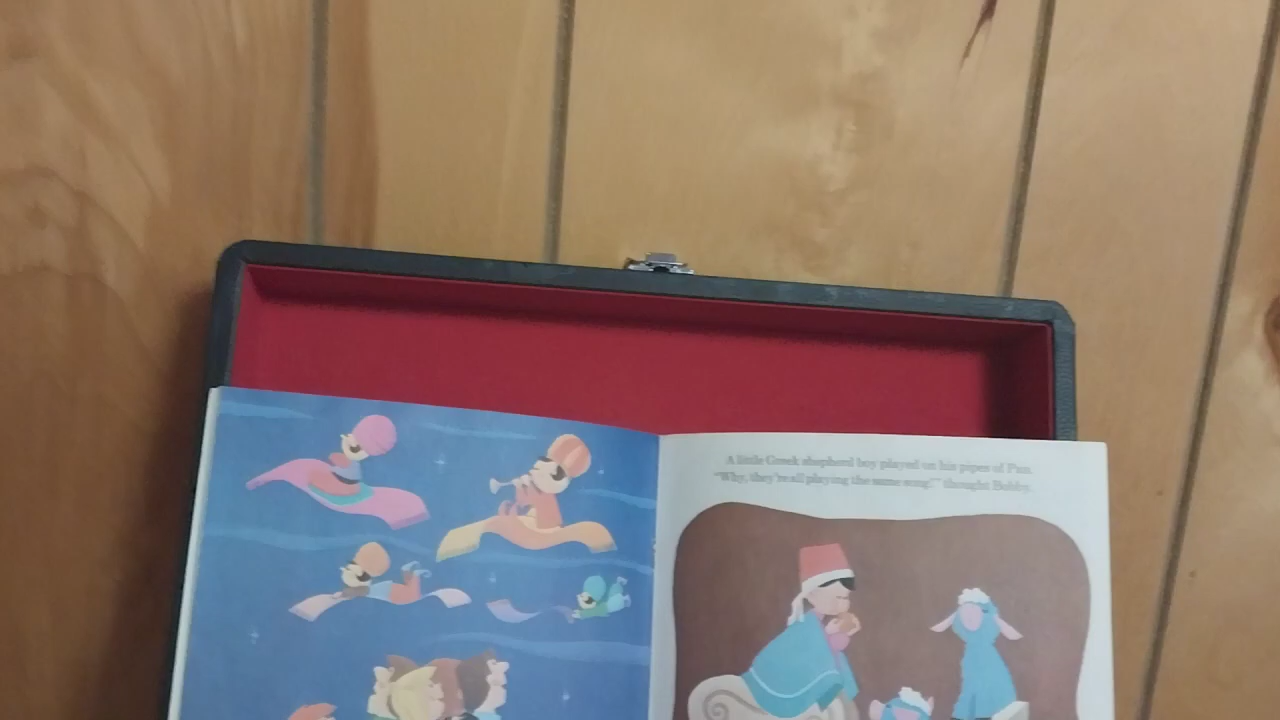 A little Greek shepherd boy played on his pipes of Pan.
"Why, they're all playing the same song!" thought Bobby.